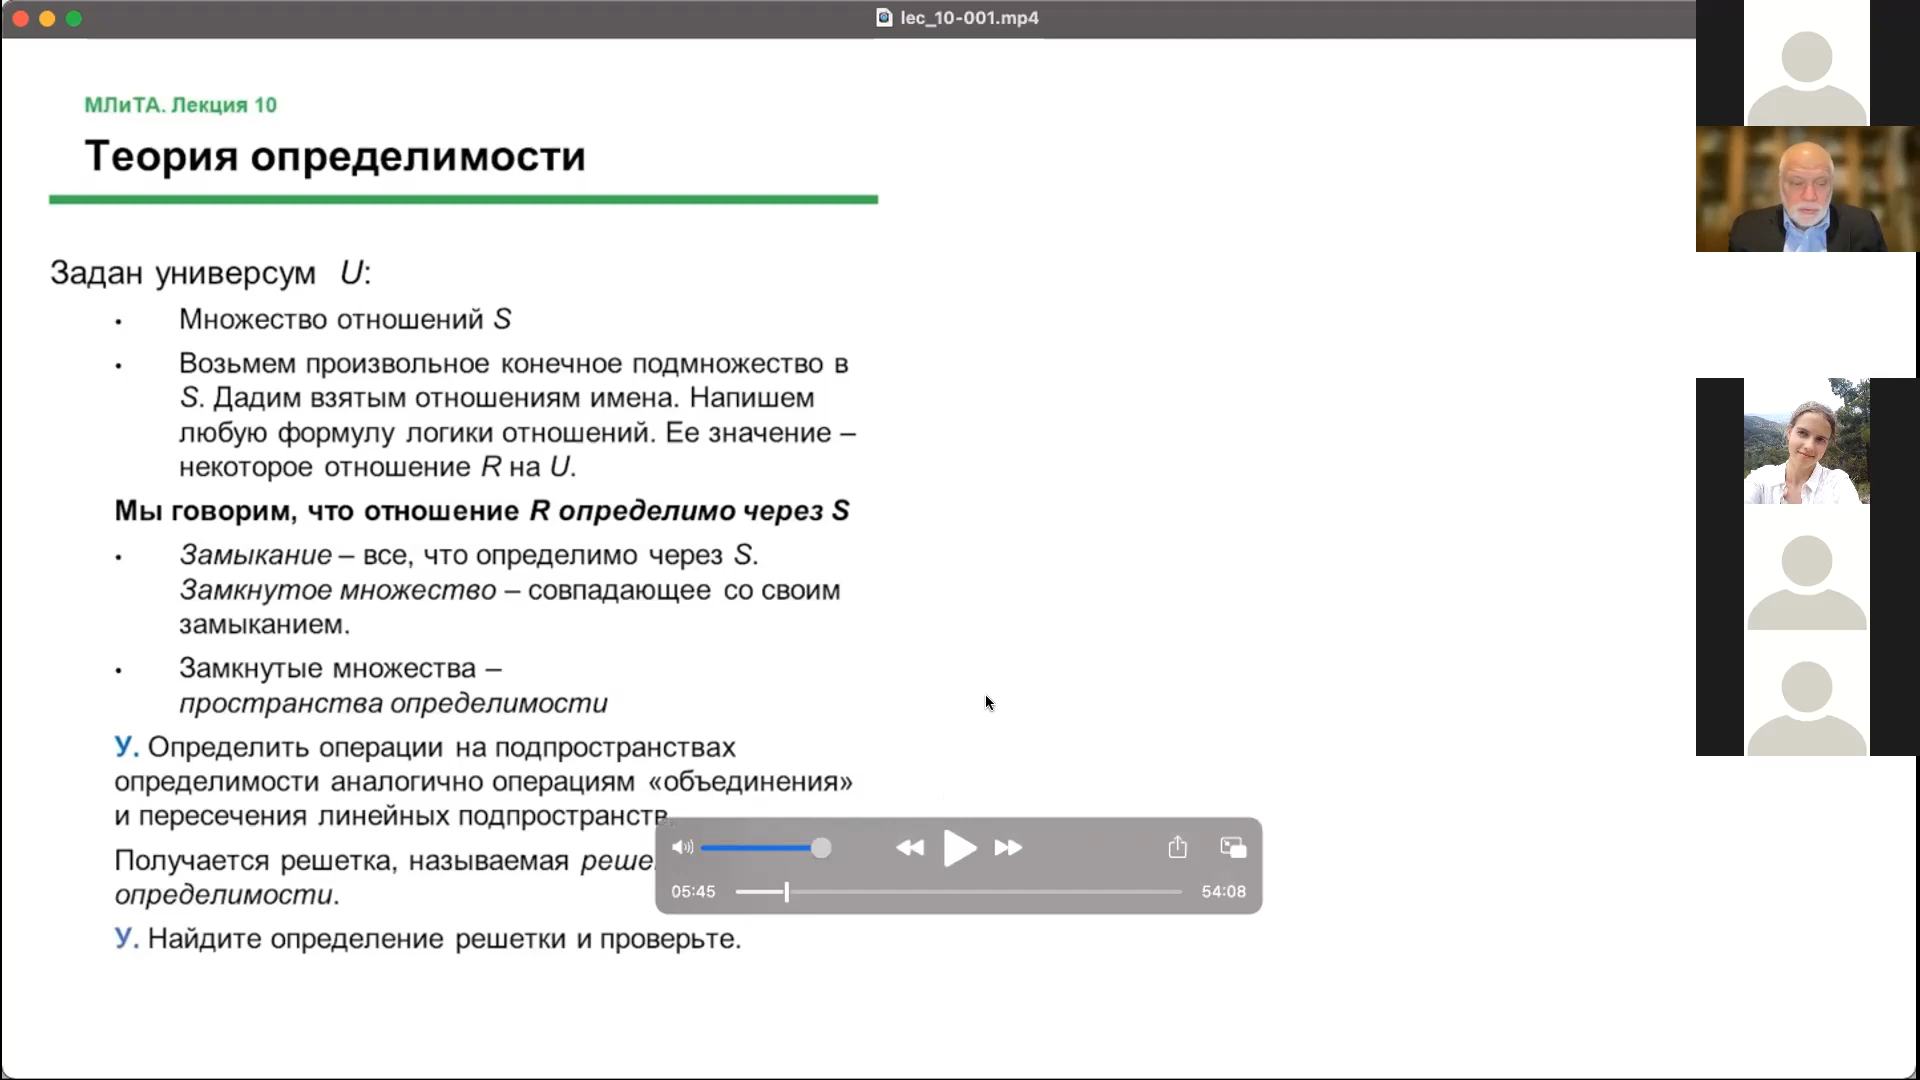 lec_10-001.mp4
МЛиТА. Лекция 10
Теория определимости
Задан универсум U:
• Множество отношений S
• Возьмем произвольное конечное подмножество в
S. Дадим взятым отношениям имена. Напишем
любую формулу логики отношений. Ее значение –
некоторое отношение R на U.
Мы говорим, что отношение R определимо через S
• Замыкание – все, что определимо через S.
Замкнутое множество – совпадающее со своим
замыканием.
• Замкнутые множества –
пространства определимости
У. Определить операции на подпространствах
определимости аналогично операциям «объединения»
и пересечения линейных подпространств.
Получается решетка, называемая
определимости.
У. Найдите определение решетки и проверьте.
05:45
54:08